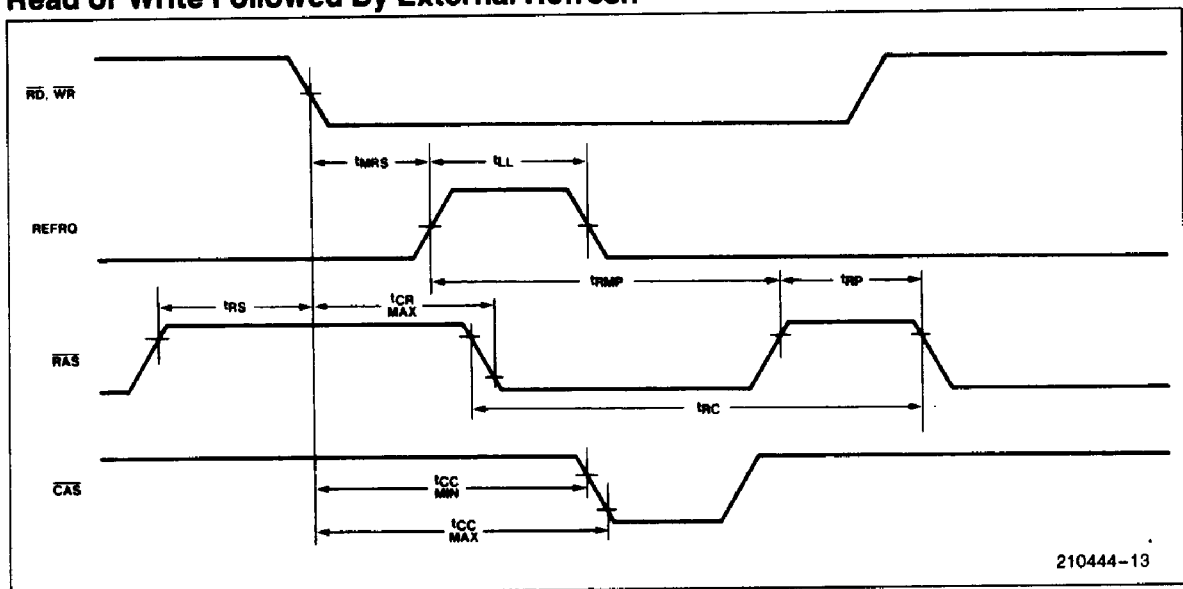 Read or Write Followed By External Refresh
RD, WR
tMRS
tLL
REFRQ
tRMP
tRP
tRS
tCR
MAX
RAS
tRC
CAS
tCC
MIN
tCC
MAX
210444-13